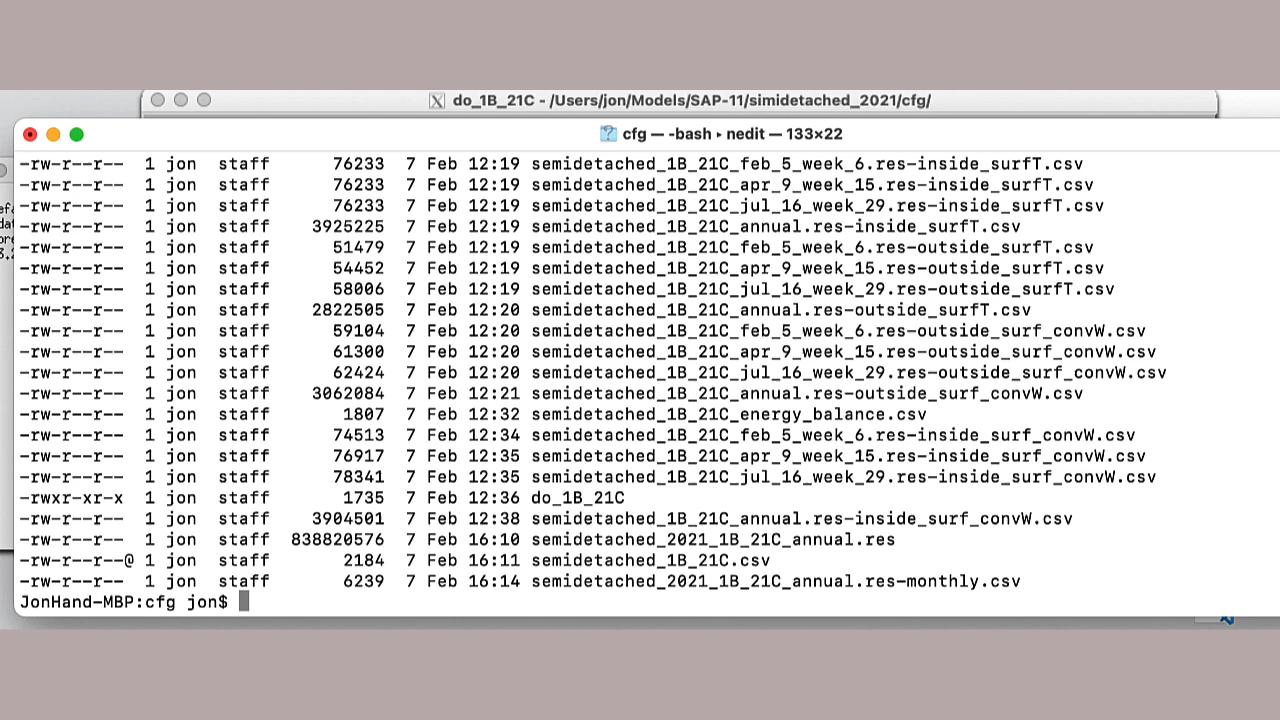 do_1B_21C - /Users/jon/Models/SAP-11/simidetached_2021/cfg/
cfg — -bash ▸ nedit — 133×22
-rw-r--r-- 1 jon staff 76233 7 Feb 12:19 semidetached_1B_21C_feb_5_week_6.res-inside_surfT.csv
-rw-r--r-- 1 jon staff 76233 7 Feb 12:19 semidetached_1B_21C_apr_9_week_15.res-inside_surfT.csv
-rw-r--r-- 1 jon staff 76233 7 Feb 12:19 semidetached_1B_21C_jul_16_week_29.res-inside_surfT.csv
-rw-r--r-- 1 jon staff 3925225 7 Feb 12:19 semidetached_1B_21C_annual.res-inside_surfT.csv
-rw-r--r-- 1 jon staff 51479 7 Feb 12:19 semidetached_1B_21C_feb_5_week_6.res-outside_surfT.csv
-rw-r--r-- 1 jon staff 54452 7 Feb 12:19 semidetached_1B_21C_apr_9_week_15.res-outside_surfT.csv
-rw-r--r-- 1 jon staff 58006 7 Feb 12:19 semidetached_1B_21C_jul_16_week_29.res-outside_surfT.csv
-rw-r--r-- 1 jon staff 2822505 7 Feb 12:20 semidetached_1B_21C_annual.res-outside_surfT.csv
-rw-r--r-- 1 jon staff 59104 7 Feb 12:20 semidetached_1B_21C_feb_5_week_6.res-outside_surf_convW.csv
-rw-r--r-- 1 jon staff 61300 7 Feb 12:20 semidetached_1B_21C_apr_9_week_15.res-outside_surf_convW.csv
-rw-r--r-- 1 jon staff 62424 7 Feb 12:20 semidetached_1B_21C_jul_16_week_29.res-outside_surf_convW.csv
-rw-r--r-- 1 jon staff 3062084 7 Feb 12:21 semidetached_1B_21C_annual.res-outside_surf_convW.csv
-rw-r--r-- 1 jon staff 1807 7 Feb 12:32 semidetached_1B_21C_energy_balance.csv
-rw-r--r-- 1 jon staff 74513 7 Feb 12:34 semidetached_1B_21C_feb_5_week_6.res-inside_surf_convW.csv
-rw-r--r-- 1 jon staff 76917 7 Feb 12:35 semidetached_1B_21C_apr_9_week_15.res-inside_surf_convW.csv
-rw-r--r-- 1 jon staff 78341 7 Feb 12:35 semidetached_1B_21C_jul_16_week_29.res-inside_surf_convW.csv
-rwxr-xr-x 1 jon staff 1735 7 Feb 12:36 do_1B_21C
-rw-r--r-- 1 jon staff 3904501 7 Feb 12:38 semidetached_1B_21C_annual.res-inside_surf_convW.csv
-rw-r--r-- 1 jon staff 838820576 7 Feb 16:10 semidetached_2021_1B_21C_annual.res
-rw-r--r--@ 1 jon staff 2184 7 Feb 16:11 semidetached_1B_21C.csv
-rw-r--r-- 1 jon staff 6239 7 Feb 16:14 semidetached_2021_1B_21C_annual.res-monthly.csv
JonHand-MBP:cfg jon$